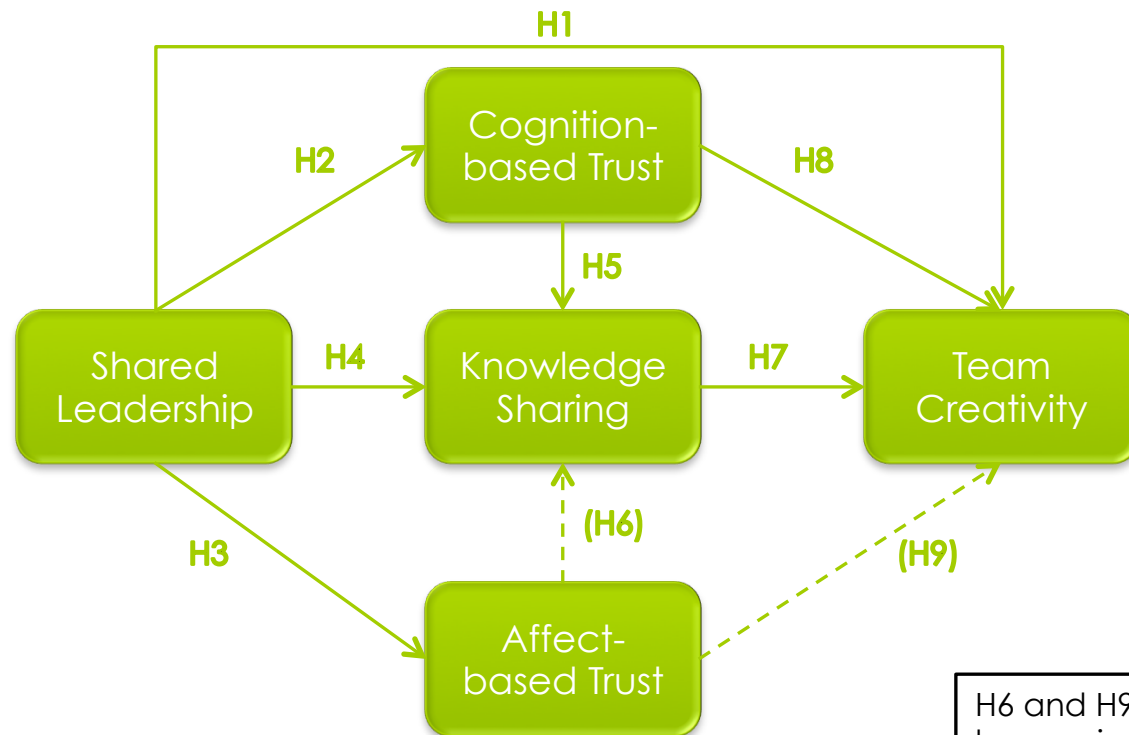 H1
Cognition-
based Trust
H2
H8
H5
Shared
Leadership
H4
Knowledge
Sharing
H7
Team
Creativity
H3
(H6)
(H9)
Affect-
based Trust
H6 and H9